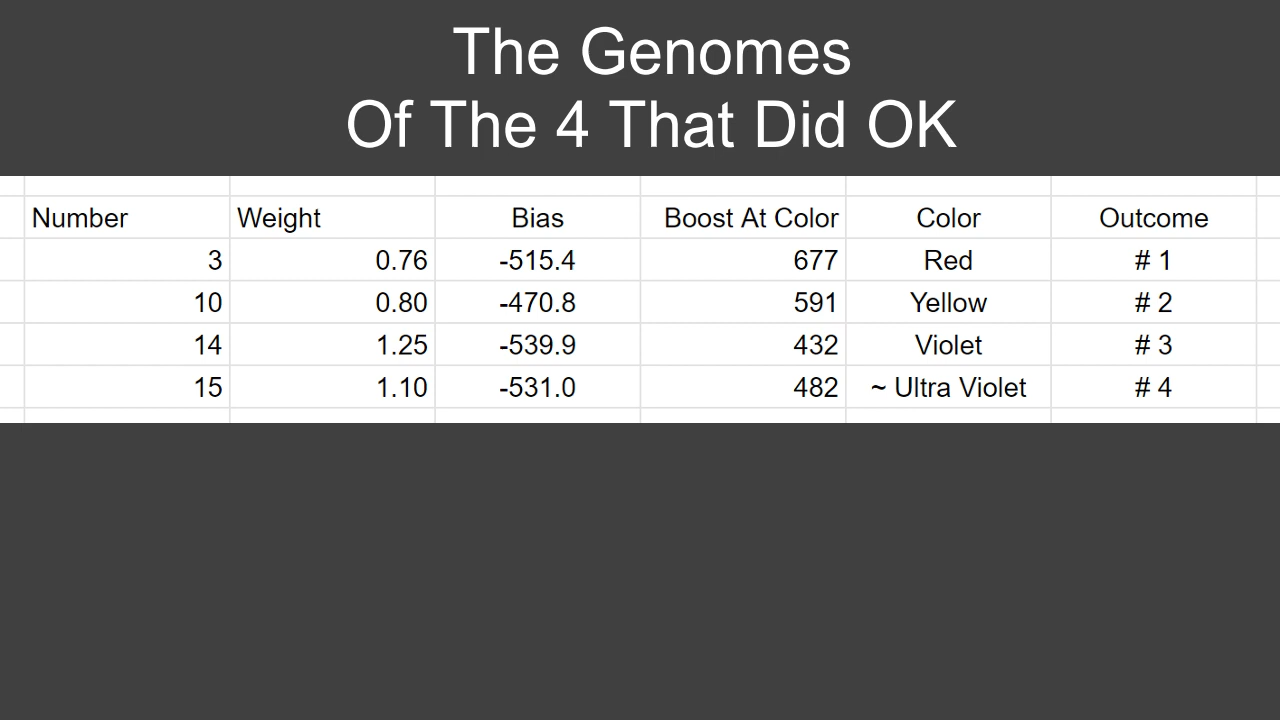 The Genomes
Of The 4 That Did OK
Number Weight Bias Boost At Color Color Outcome
3 0.76 -515.4 677 Red # 1
10 0.80 -470.8 591 Yellow # 2
14 1.25 -539.9 432 Violet # 3
15 1.10 -531.0 482 ~ Ultra Violet # 4